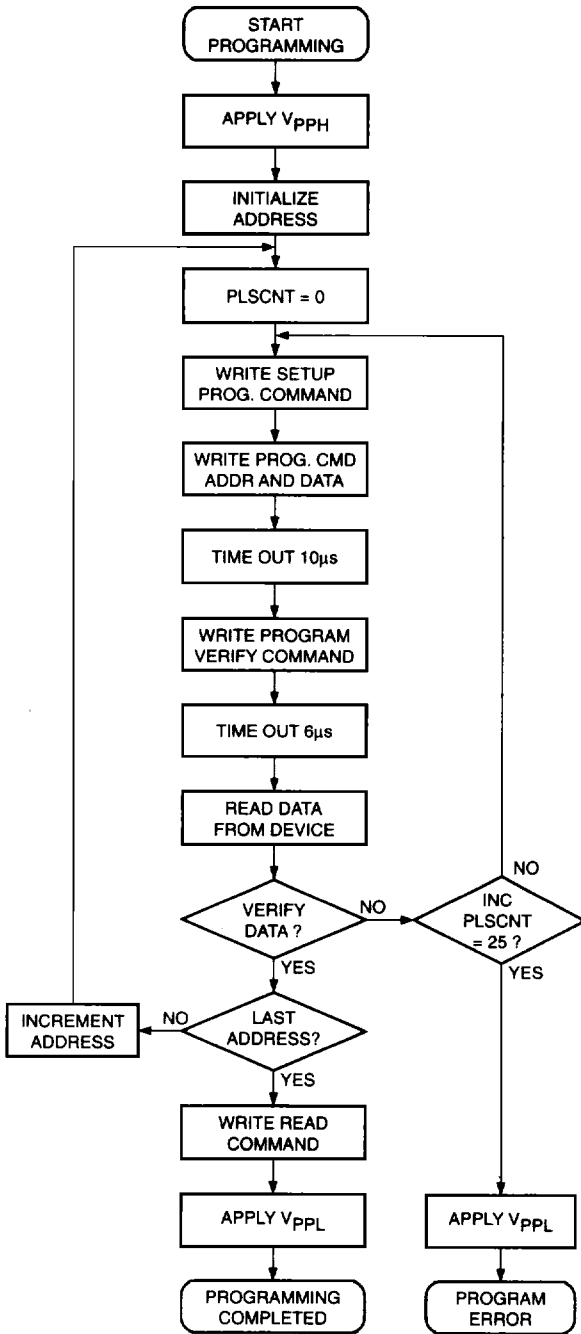 START
PROGRAMMING
APPLY VPPH
INITIALIZE
ADDRESS
PLSCNT = 0
WRITE SETUP
PROG. COMMAND
WRITE PROG. CMD
ADDR AND DATA
TIME OUT 10µs
WRITE PROGRAM
VERIFY COMMAND
TIME OUT 6µs
READ DATA
FROM DEVICE
VERIFY
DATA ?
NO
YES
INC
PLSCNT
= 25 ?
NO
YES
LAST
ADDRESS?
NO
YES
INCREMENT
ADDRESS
WRITE READ
COMMAND
APPLY VPPL
PROGRAMMING
COMPLETED
APPLY VPPL
PROGRAM
ERROR